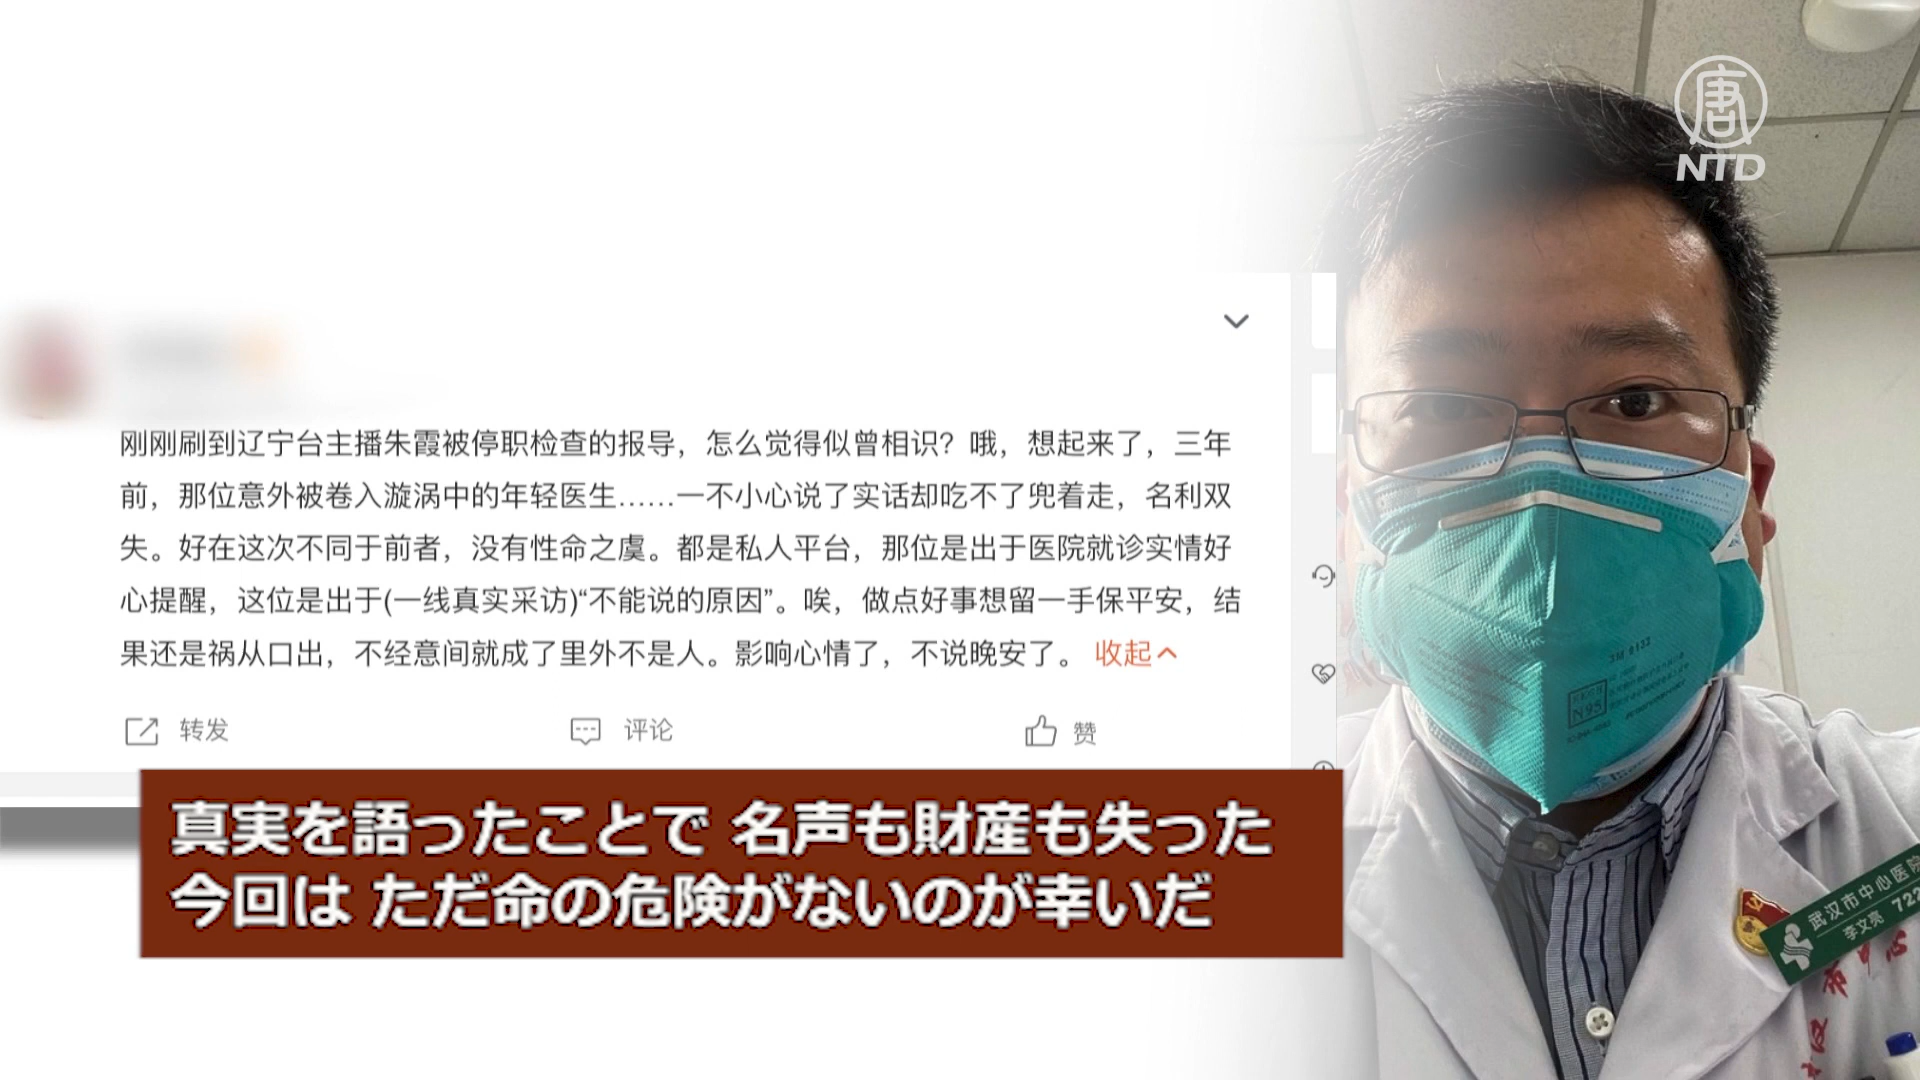 唐
NTD
刚刚刷到辽宁台主播朱霞被停职检查的报导，怎么觉得似曾相识？哦，想起来了，三年
前，那位意外被卷入漩涡中的年轻医生……一不小心说了实话却吃不了兜着走，名利双
失。好在这次不同于前者，没有性命之虞。都是私人平台，那位是出于医院就诊实情好
心提醒，这位是出于(一线真实采访)“不能说的原因”。唉，做点好事想留一手保平安，结
果还是祸从口出，不经意间就成了里外不是人。影响心情了，不说晚安了。 收起
转发
评论
赞
真実を語ったことで 名声も財産も失った
今回は ただ命の危険がないのが幸いだ
3M 9132
N95
武汉市中心医院
李文亮 722